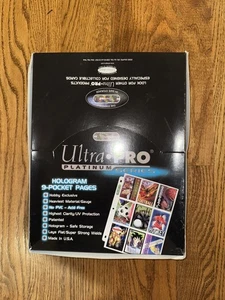 LOOK FOR OTHER Ultra•PRO PRODUCTS
ESPECIALLY DESIGNED FOR COLLECTIBLE CARDS
Ultra•PRO
PLATINUM
HOLOGRAM
9-POCKET PAGES
Hobby Exclusive
Heaviest Material Gauge
No PVC - Acid Free
Highest Clarity/UV Protection
Patented
Hologram - Safe Storage
Lays Flat/Super Strong Welds
Made in U.S.A.